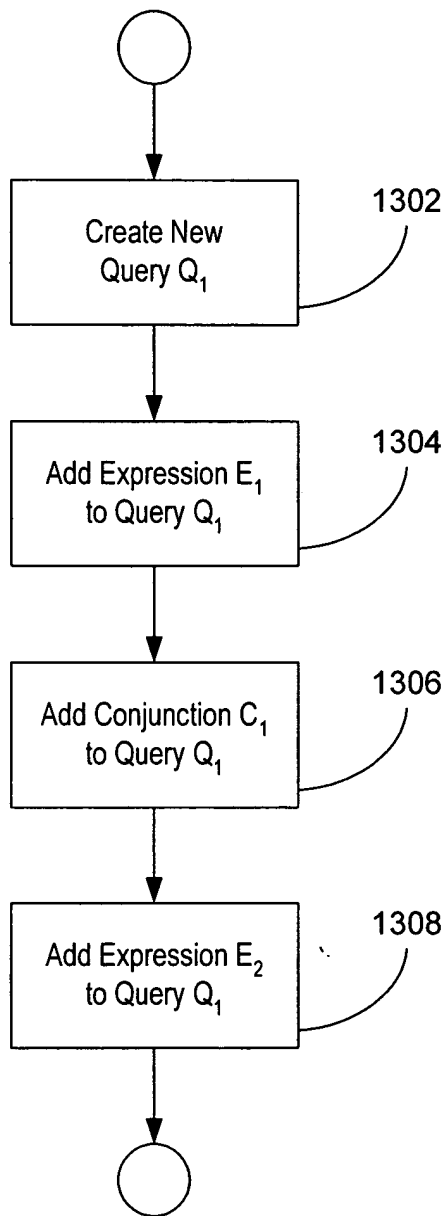 1302
Create New
Query Q₁
1304
Add Expression E₁
to Query Q₁
1306
Add Conjunction C₁
to Query Q₁
1308
Add Expression E₂
to Query Q₁